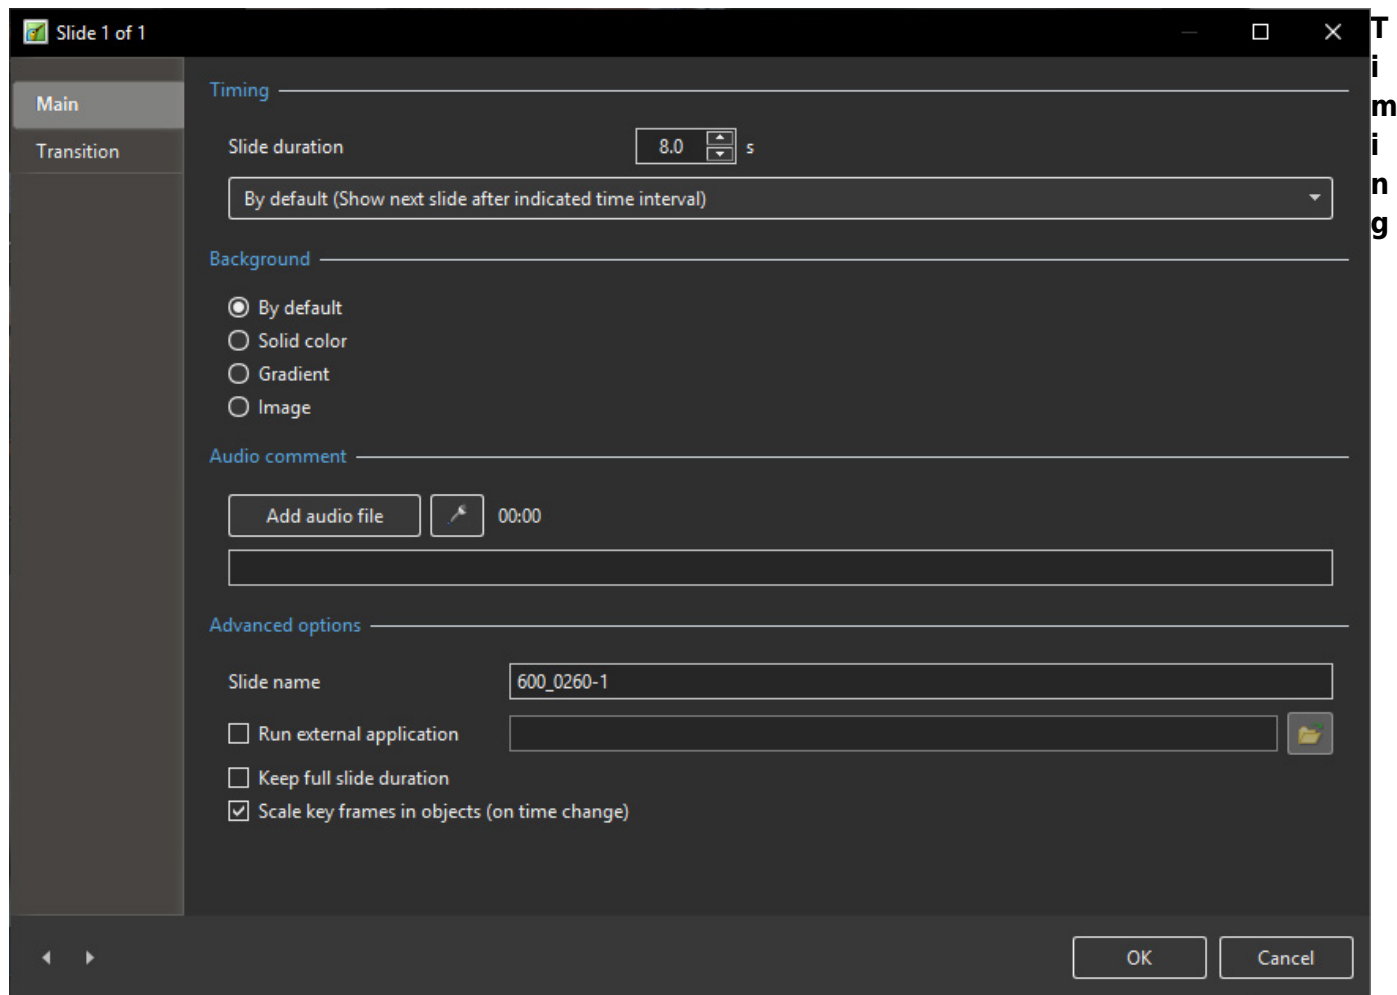 Slide 1 of 1
Main
Transition
Timing
Slide duration
8.0
s
By default (Show next slide after indicated time interval)
Background
By default
Solid color
Gradient
Image
Audio comment
Add audio file
00:00
Advanced options
Slide name
600_0260-1
Run external application
Keep full slide duration
Scale key frames in objects (on time change)
OK
Cancel
T
i
m
i
n
g